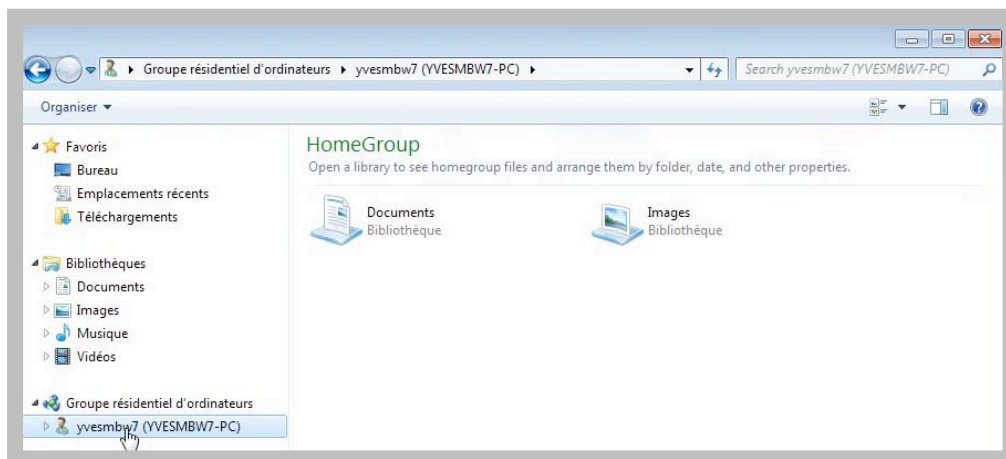 Groupe résidentiel d'ordinateurs yvesmbw7 (YVESMBW7-PC)
Search yvesmbw7 (YVESMBW7-PC)
Organiser
Favoris
Bureau
Emplacements récents
Téléchargements
Bibliothèques
Documents
Images
Musique
Vidéos
Groupe résidentiel d'ordinateurs
yvesmbw7 (YVESMBW7-PC)
HomeGroup
Open a library to see homegroup files and arrange them by folder, date, and other properties.
Documents
Bibliothèque
Images
Bibliothèque